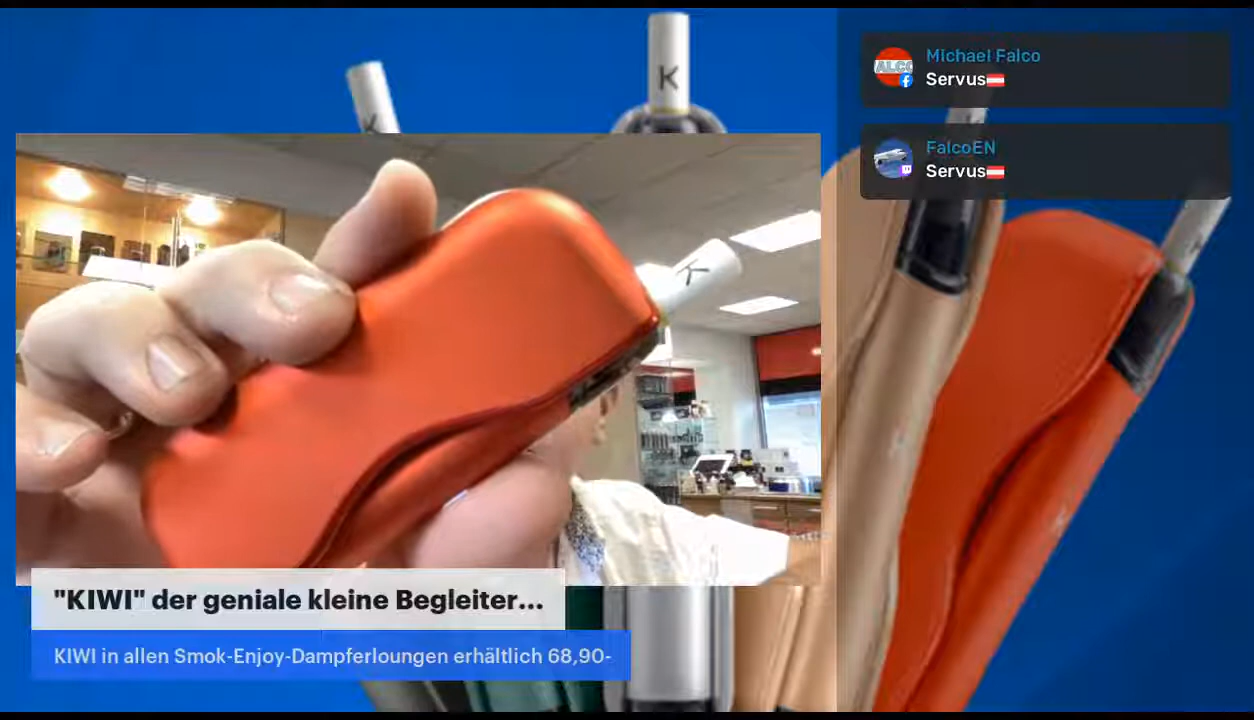 K
K
K
Michael Falco
Servus🇦🇹
FalcoEN
Servus🇦🇹
ALCO
"KIWI" der geniale kleine Begleiter...
KIWI in allen Smok-Enjoy-Dampferloungen erhältlich 68,90-